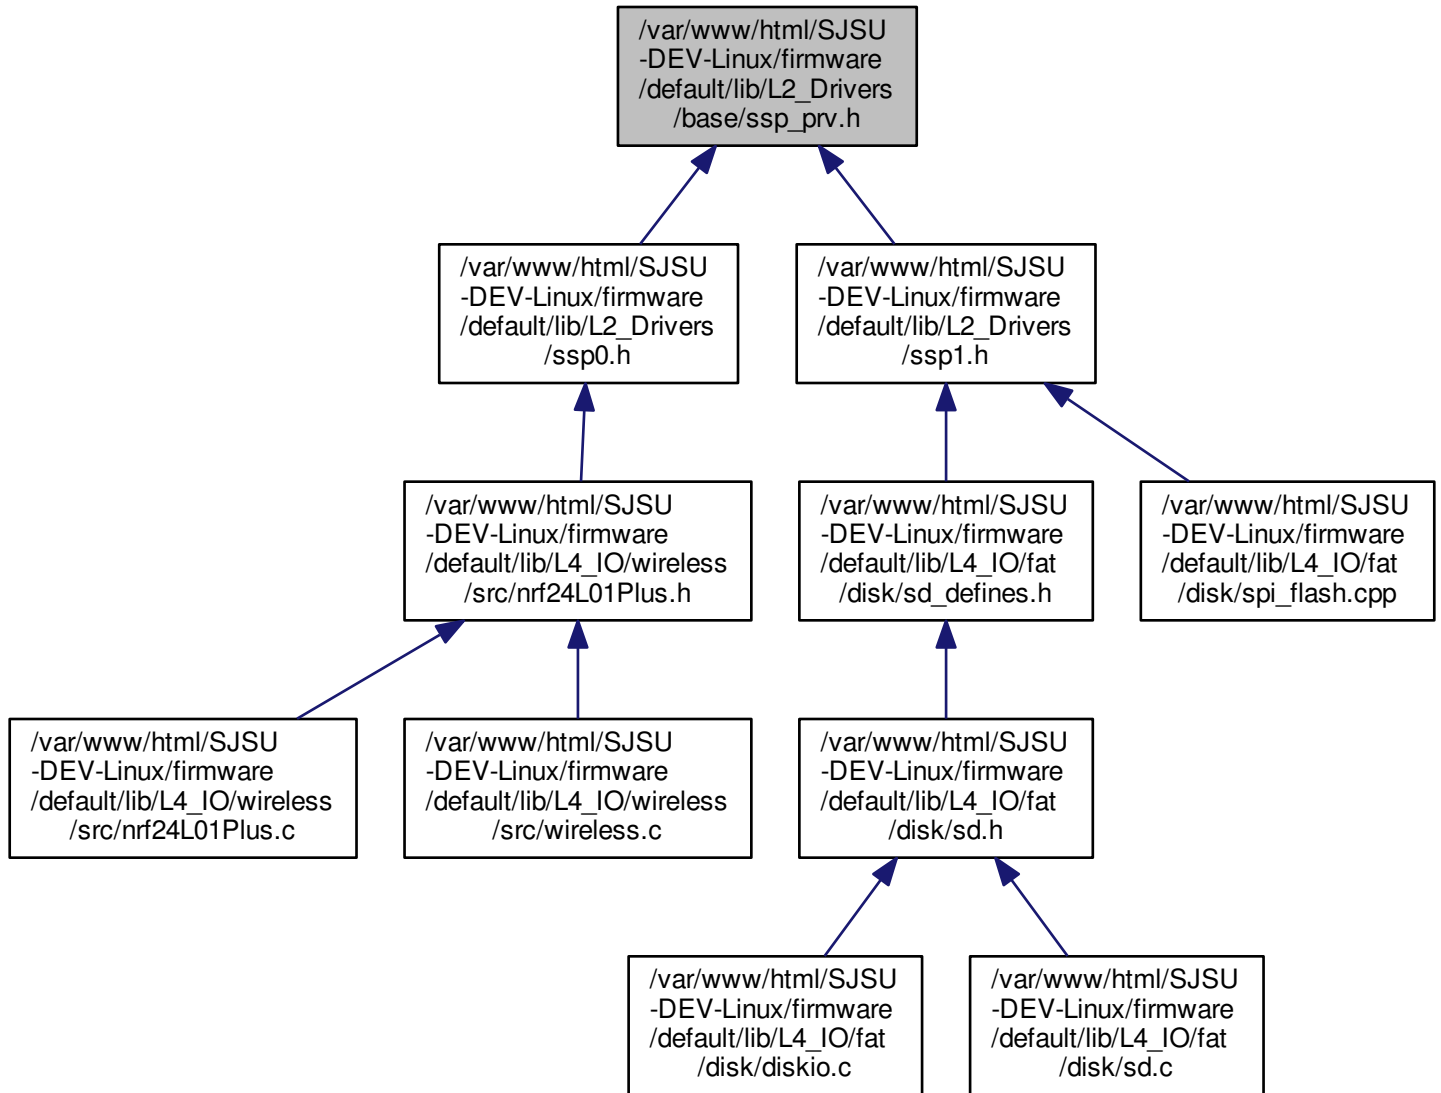 /var/www/html/SJSU
-DEV-Linux/firmware
/default/lib/L2_Drivers
/base/ssp_prv.h
/var/www/html/SJSU
-DEV-Linux/firmware
/default/lib/L2_Drivers
/ssp0.h
/var/www/html/SJSU
-DEV-Linux/firmware
/default/lib/L2_Drivers
/ssp1.h
/var/www/html/SJSU
-DEV-Linux/firmware
/default/lib/L4_IO/wireless
/src/nrf24L01Plus.h
/var/www/html/SJSU
-DEV-Linux/firmware
/default/lib/L4_IO/fat
/disk/sd_defines.h
/var/www/html/SJSU
-DEV-Linux/firmware
/default/lib/L4_IO/fat
/disk/spi_flash.cpp
/var/www/html/SJSU
-DEV-Linux/firmware
/default/lib/L4_IO/wireless
/src/nrf24L01Plus.c
/var/www/html/SJSU
-DEV-Linux/firmware
/default/lib/L4_IO/wireless
/src/wireless.c
/var/www/html/SJSU
-DEV-Linux/firmware
/default/lib/L4_IO/fat
/disk/sd.h
/var/www/html/SJSU
-DEV-Linux/firmware
/default/lib/L4_IO/fat
/disk/diskio.c
/var/www/html/SJSU
-DEV-Linux/firmware
/default/lib/L4_IO/fat
/disk/sd.c